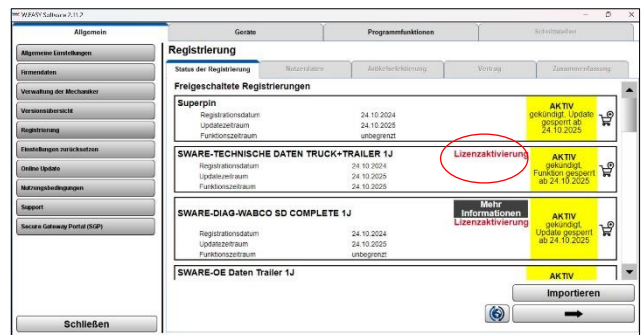 W.EASY Software 2.11.2
Allgemein
Geräte
Programmfunktionen
Schnittstellen
Allgemeine Einstellungen
Firmendaten
Verwaltung der Mechaniker
Versionsübersicht
Registrierung
Einstellungen zurücksetzen
Online Update
Nutzungsbedingungen
Support
Secure Gateway Portal (SGP)
Schließen
Registrierung
Status der Registrierung
Nutzerdaten
Artikelselektierung
Vertrag
Zusammenfassung
Freigeschaltete Registrierungen
Superpin
Registrationsdatum 24.10.2024
Updatezeitraum 24.10.2025
Funktionszeitraum unbegrenzt
AKTIV
gekündigt, Update
gesperrt ab
24.10.2025
SWARE-TECHNISCHE DATEN TRUCK+TRAILER 1J
Lizenzaktivierung
Registrationsdatum 24.10.2024
Updatezeitraum 24.10.2025
Funktionszeitraum 24.10.2025
AKTIV
gekündigt,
Funktion gesperrt
ab 24.10.2025
SWARE-DIAG-WABCO SD COMPLETE 1J
Mehr
Informationen
Lizenzaktivierung
Registrationsdatum 24.10.2024
Updatezeitraum 24.10.2025
Funktionszeitraum unbegrenzt
AKTIV
gekündigt,
Update gesperrt
ab 24.10.2025
SWARE-OE Daten Trailer 1J
AKTIV
Importieren